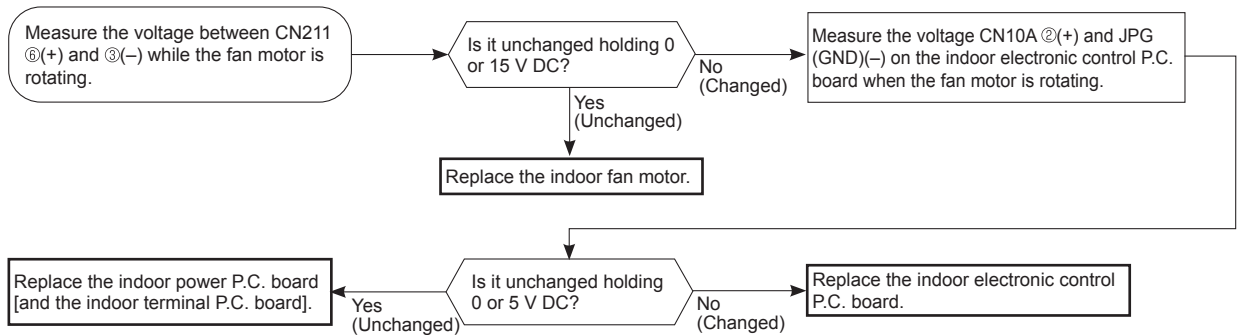 Measure the voltage between CN211
⑥(+) and ③(–) while the fan motor is
rotating.
Is it unchanged holding 0
or 15 V DC?
No
(Changed)
Measure the voltage CN10A ②(+) and JPG
(GND)(–) on the indoor electronic control P.C.
board when the fan motor is rotating.
Yes
(Unchanged)
Replace the indoor fan motor.
Is it unchanged holding
0 or 5 V DC?
Yes
(Unchanged)
Replace the indoor power P.C. board
[and the indoor terminal P.C. board].
No
(Changed)
Replace the indoor electronic control
P.C. board.